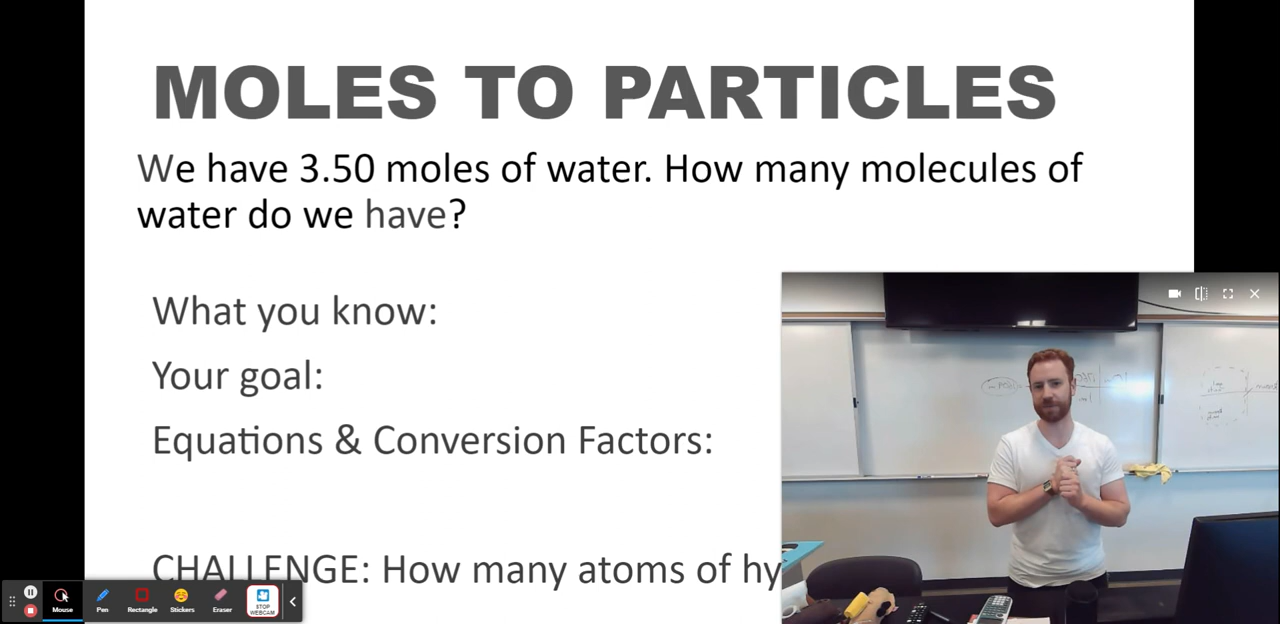 MOLES TO PARTICLES
We have 3.50 moles of water. How many molecules of
water do we have?
What you know:
Your goal:
Equations & Conversion Factors:
CHALLENGE: How many atoms of hy
Mouse
Pen
Rectangle
Stickers
Eraser
STOP
WEBCAM